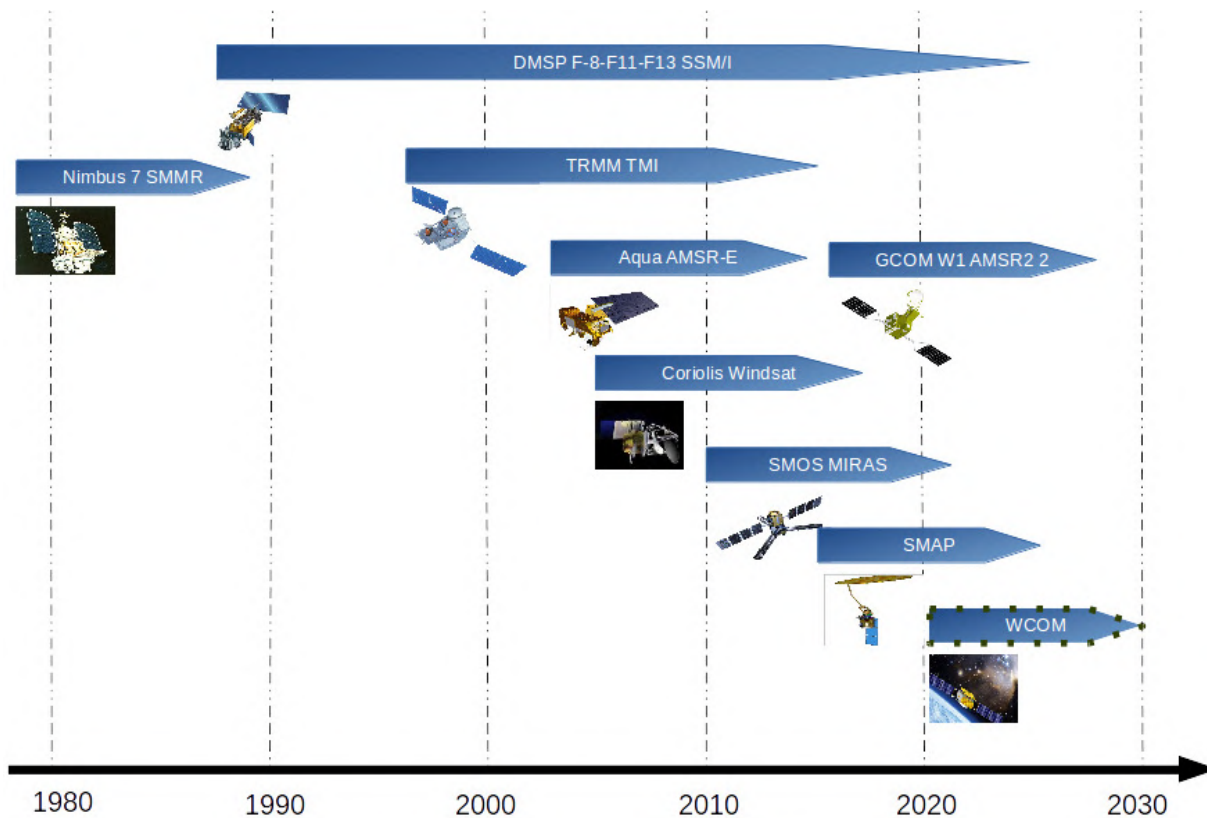 DMSP F-8-F11-F13 SSM/I
TRMM TMI
Nimbus 7 SMMR
Aqua AMSR-E
GCOM W1 AMSR2 2
Coriolis Windsat
SMOS MIRAS
SMAP
WCOM
1980 1990 2000 2010 2020 2030